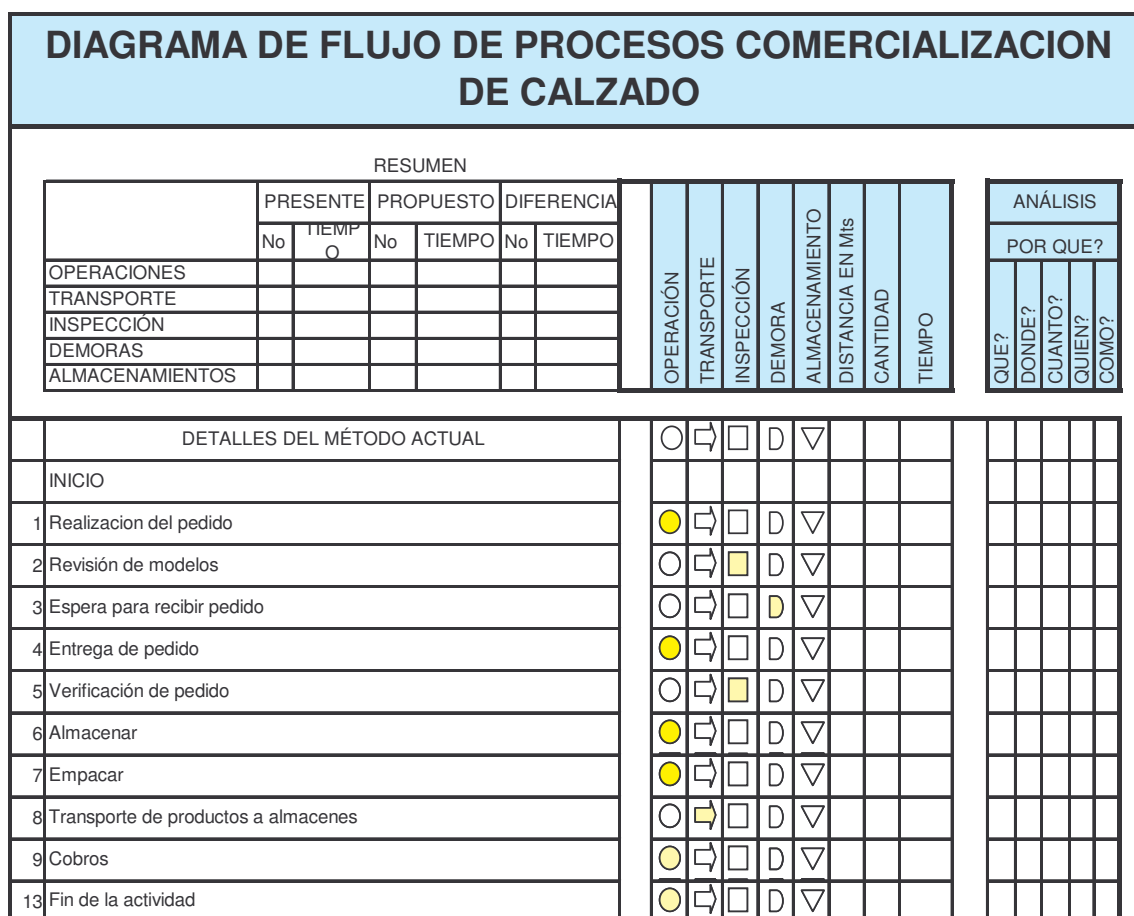 DIAGRAMA DE FLUJO DE PROCESOS COMERCIALIZACION
DE CALZADO
RESUMEN
PRESENTE PROPUESTO DIFERENCIA
No TIEMPO No TIEMPO No TIEMPO
OPERACIONES
TRANSPORTE
INSPECCIÓN
DEMORAS
ALMACENAMIENTOS
OPERACIÓN
TRANSPORTE
INSPECCIÓN
DEMORA
ALMACENAMIENTO
DISTANCIA EN Mts
CANTIDAD
TIEMPO
ANÁLISIS
POR QUE?
QUE?
DONDE?
CUANTO?
QUIEN?
COMO?
DETALLES DEL MÉTODO ACTUAL
INICIO
1 Realizacion del pedido
2 Revisión de modelos
3 Espera para recibir pedido
4 Entrega de pedido
5 Verificación de pedido
6 Almacenar
7 Empacar
8 Transporte de productos a almacenes
9 Cobros
13 Fin de la actividad